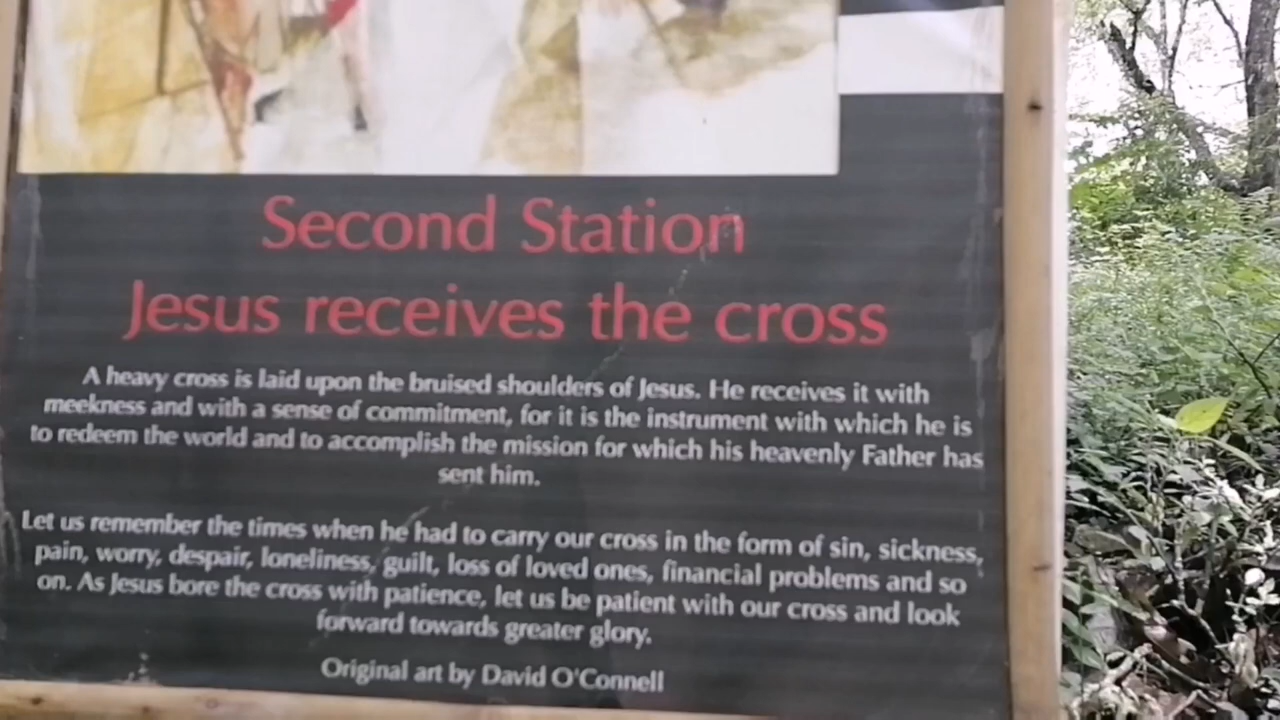 Second Station
Jesus receives the cross
A heavy cross is laid upon the bruised shoulders of Jesus. He receives it with
meekness and with a sense of commitment, for it is the instrument with which he is
to redeem the world and to accomplish the mission for which his heavenly Father has
sent him.
Let us remember the times when he had to carry our cross in the form of sin, sickness,
pain, worry, despair, loneliness, guilt, loss of loved ones, financial problems and so
on. As Jesus bore the cross with patience, let us be patient with our cross and look
forward towards greater glory.
Original art by David O'Connell